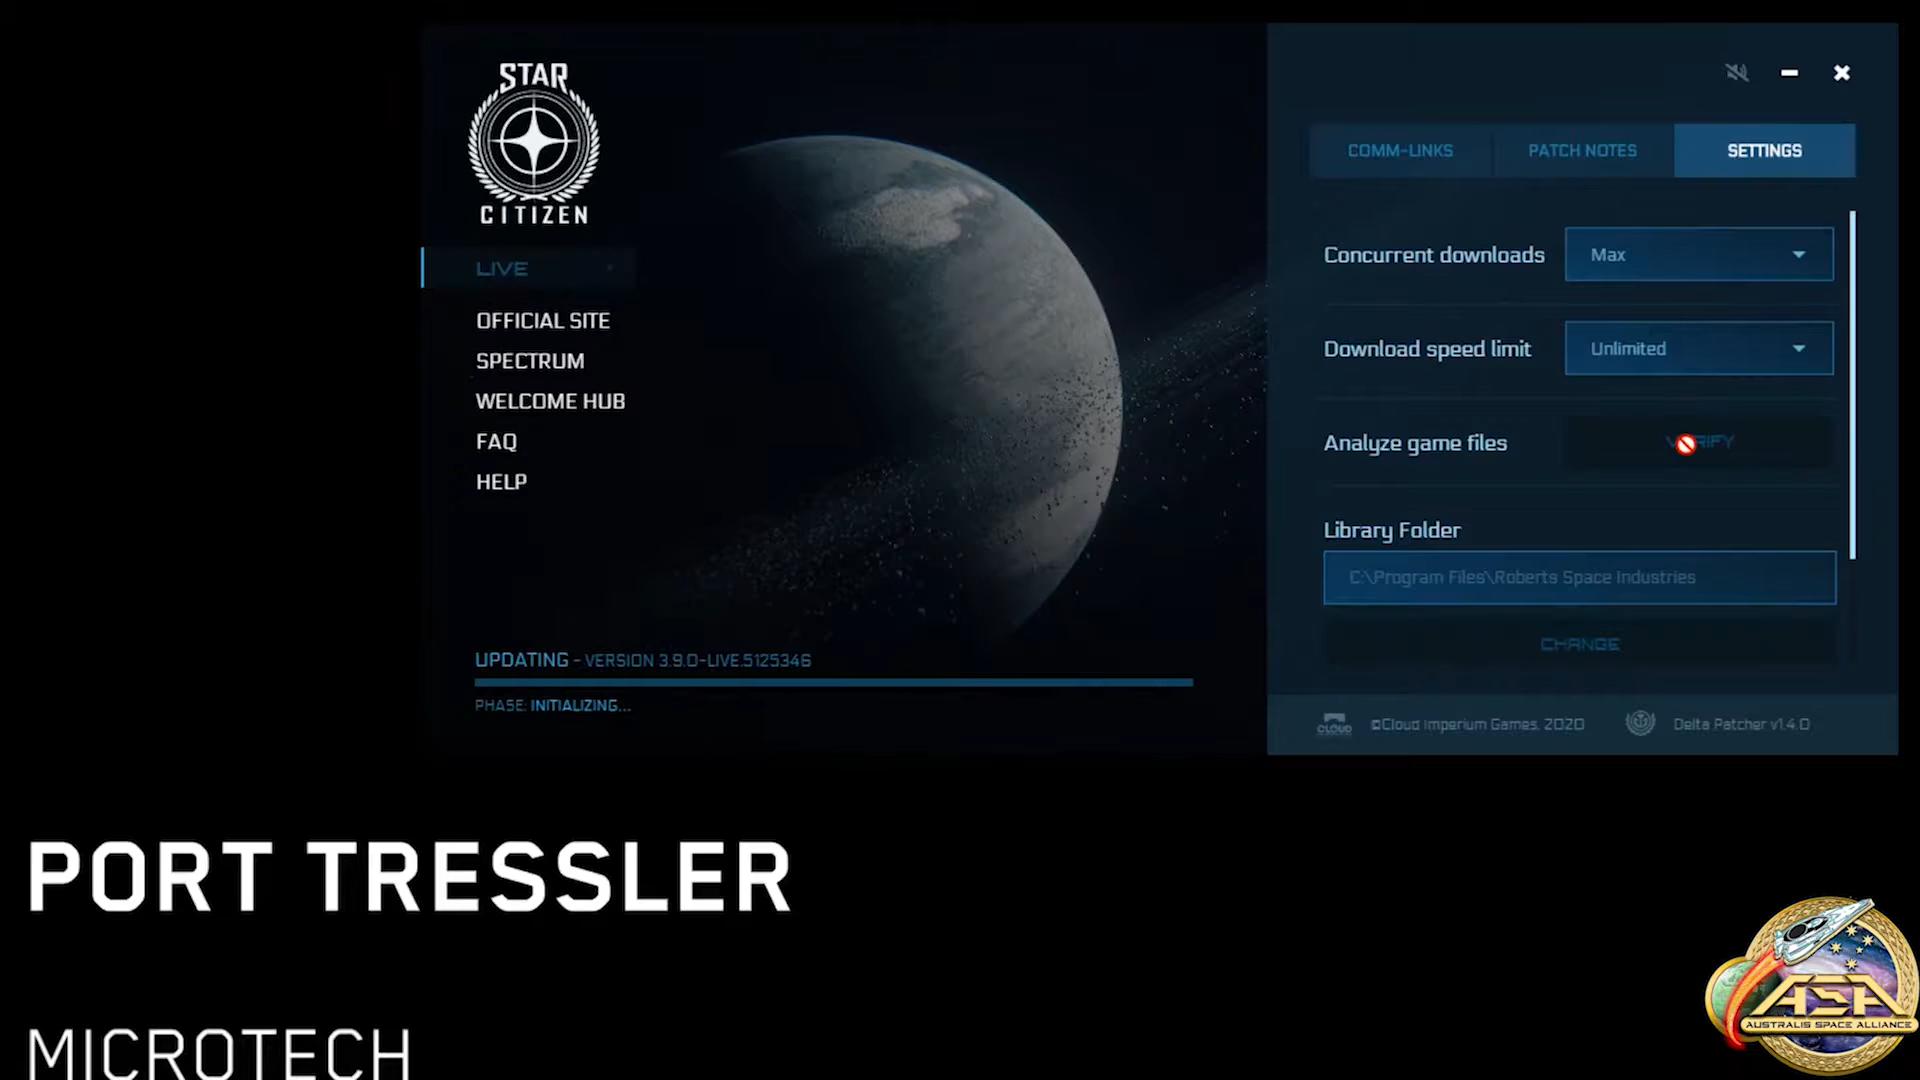 STAR
CITIZEN
LIVE
OFFICIAL SITE
SPECTRUM
WELCOME HUB
FAQ
HELP
UPDATING - VERSION 3.9.0-LIVE.5125346
PHASE: INITIALIZING...
COMM-LINKS
PATCH NOTES
SETTINGS
Concurrent downloads
Max
Download speed limit
Unlimited
Analyze game files
VERIFY
Library Folder
C:\Program Files\Roberts Space Industries
CHANGE
CLOUD
©Cloud Imperium Games, 2020
Delta Patcher v1.4.0
PORT TRESSLER
MICROTECH
ASA
AUSTRALIS SPACE ALLIANCE